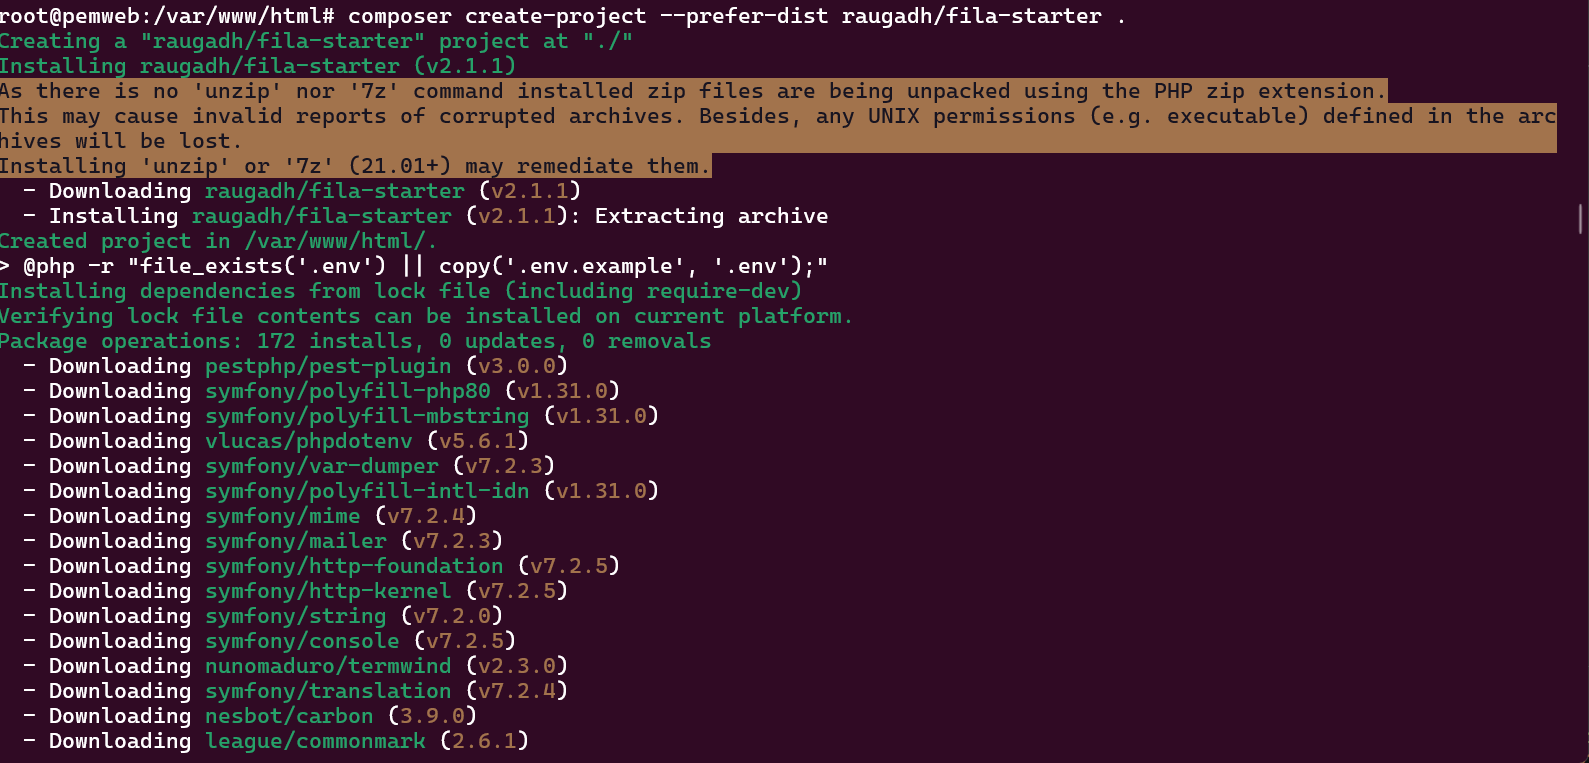 root@pemweb:/var/www/html# composer create-project --prefer-dist raugadh/fila-starter .
Creating a "raugadh/fila-starter" project at "./"
Installing raugadh/fila-starter (v2.1.1)
As there is no 'unzip' nor '7z' command installed zip files are being unpacked using the PHP zip extension.
This may cause invalid reports of corrupted archives. Besides, any UNIX permissions (e.g. executable) defined in the arc
hives will be lost.
Installing 'unzip' or '7z' (21.01+) may remediate them.
  - Downloading raugadh/fila-starter (v2.1.1)
  - Installing raugadh/fila-starter (v2.1.1): Extracting archive
Created project in /var/www/html/.
> @php -r "file_exists('.env') || copy('.env.example', '.env');"
Installing dependencies from lock file (including require-dev)
Verifying lock file contents can be installed on current platform.
Package operations: 172 installs, 0 updates, 0 removals
  - Downloading pestphp/pest-plugin (v3.0.0)
  - Downloading symfony/polyfill-php80 (v1.31.0)
  - Downloading symfony/polyfill-mbstring (v1.31.0)
  - Downloading vlucas/phpdotenv (v5.6.1)
  - Downloading symfony/var-dumper (v7.2.3)
  - Downloading symfony/polyfill-intl-idn (v1.31.0)
  - Downloading symfony/mime (v7.2.4)
  - Downloading symfony/mailer (v7.2.3)
  - Downloading symfony/http-foundation (v7.2.5)
  - Downloading symfony/http-kernel (v7.2.5)
  - Downloading symfony/string (v7.2.0)
  - Downloading symfony/console (v7.2.5)
  - Downloading nunomaduro/termwind (v2.3.0)
  - Downloading symfony/translation (v7.2.4)
  - Downloading nesbot/carbon (3.9.0)
  - Downloading league/commonmark (2.6.1)